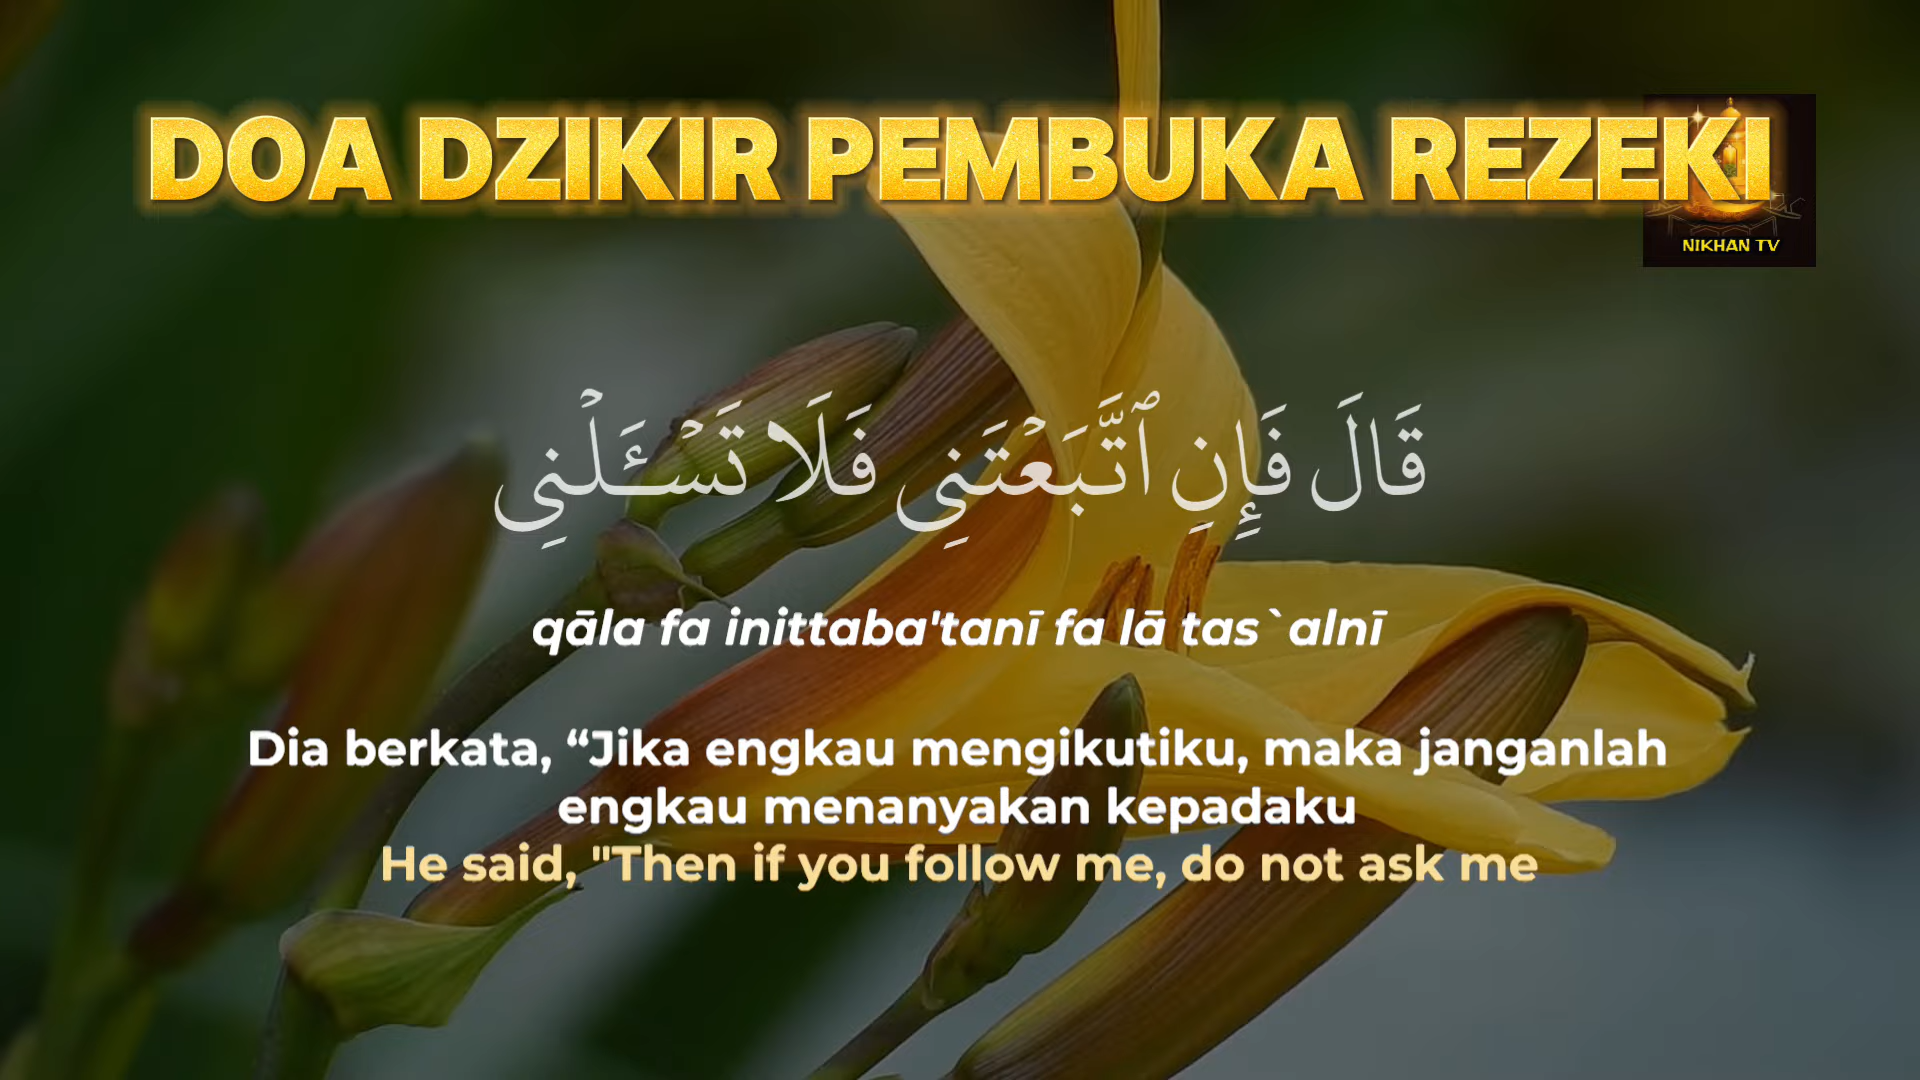 DOA DZIKIR PEMBUKA REZEKI
NIKHAN TV
قَالَ فَإِنِ ٱتَّبَعْتَنِى فَلَا تَسْـَٔلْنِى
qāla fa inittaba'tanī fa lā tas`alnī
Dia berkata, “Jika engkau mengikutiku, maka janganlah
engkau menanyakan kepadaku
He said, "Then if you follow me, do not ask me